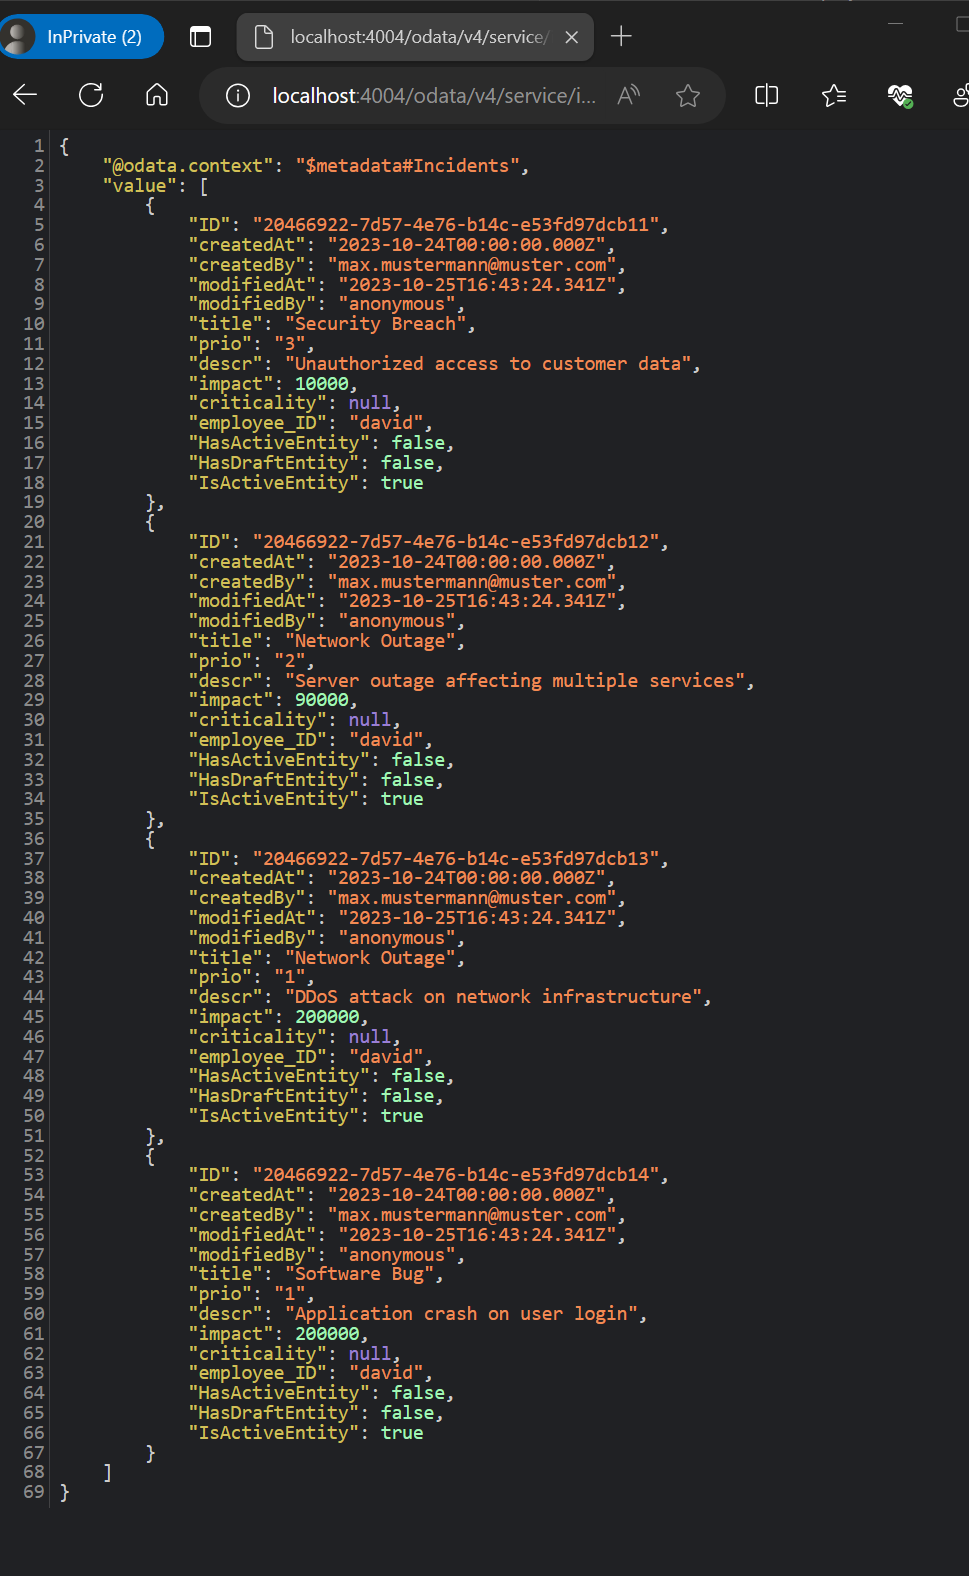 InPrivate (2)
localhost:4004/odata/v4/service/
localhost:4004/odata/v4/service/i...
1 {
2 "@odata.context": "$metadata#Incidents",
3 "value": [
4 {
5 "ID": "20466922-7d57-4e76-b14c-e53fd97dcb11",
6 "createdAt": "2023-10-24T00:00:00.000Z",
7 "createdBy": "max.mustermann@muster.com",
8 "modifiedAt": "2023-10-25T16:43:24.341Z",
9 "modifiedBy": "anonymous",
10 "title": "Security Breach",
11 "prio": "3",
12 "descr": "Unauthorized access to customer data",
13 "impact": 10000,
14 "criticality": null,
15 "employee_ID": "david",
16 "HasActiveEntity": false,
17 "HasDraftEntity": false,
18 "IsActiveEntity": true
19 },
20 {
21 "ID": "20466922-7d57-4e76-b14c-e53fd97dcb12",
22 "createdAt": "2023-10-24T00:00:00.000Z",
23 "createdBy": "max.mustermann@muster.com",
24 "modifiedAt": "2023-10-25T16:43:24.341Z",
25 "modifiedBy": "anonymous",
26 "title": "Network Outage",
27 "prio": "2",
28 "descr": "Server outage affecting multiple services",
29 "impact": 90000,
30 "criticality": null,
31 "employee_ID": "david",
32 "HasActiveEntity": false,
33 "HasDraftEntity": false,
34 "IsActiveEntity": true
35 },
36 {
37 "ID": "20466922-7d57-4e76-b14c-e53fd97dcb13",
38 "createdAt": "2023-10-24T00:00:00.000Z",
39 "createdBy": "max.mustermann@muster.com",
40 "modifiedAt": "2023-10-25T16:43:24.341Z",
41 "modifiedBy": "anonymous",
42 "title": "Network Outage",
43 "prio": "1",
44 "descr": "DDoS attack on network infrastructure",
45 "impact": 200000,
46 "criticality": null,
47 "employee_ID": "david",
48 "HasActiveEntity": false,
49 "HasDraftEntity": false,
50 "IsActiveEntity": true
51 },
52 {
53 "ID": "20466922-7d57-4e76-b14c-e53fd97dcb14",
54 "createdAt": "2023-10-24T00:00:00.000Z",
55 "createdBy": "max.mustermann@muster.com",
56 "modifiedAt": "2023-10-25T16:43:24.341Z",
57 "modifiedBy": "anonymous",
58 "title": "Software Bug",
59 "prio": "1",
60 "descr": "Application crash on user login",
61 "impact": 200000,
62 "criticality": null,
63 "employee_ID": "david",
64 "HasActiveEntity": false,
65 "HasDraftEntity": false,
66 "IsActiveEntity": true
67 }
68 ]
69 }